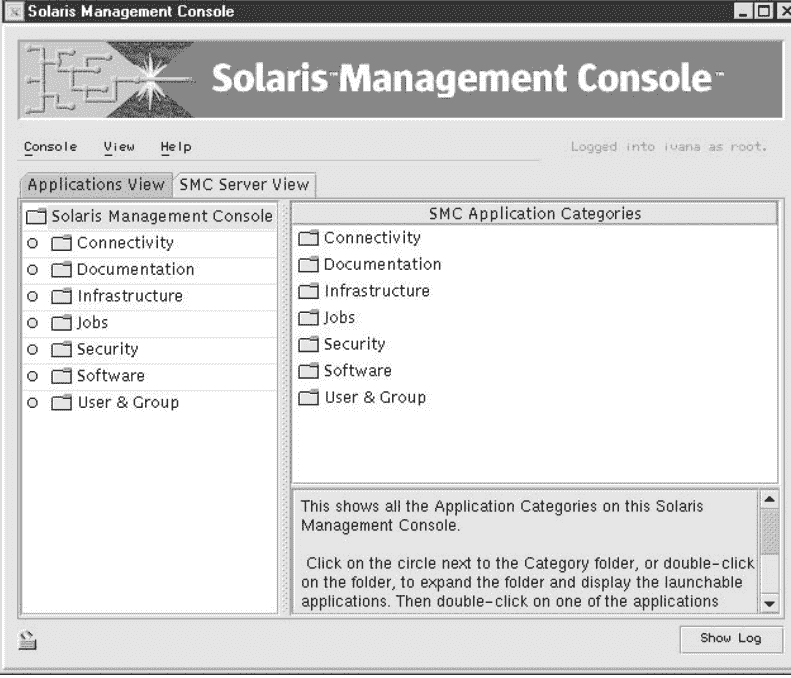 Solaris Management Console
Solaris™ Management Console™
Console View Help
Logged into ivana as root.
Applications View
SMC Server View
Solaris Management Console
Connectivity
Documentation
Infrastructure
Jobs
Security
Software
User & Group
SMC Application Categories
Connectivity
Documentation
Infrastructure
Jobs
Security
Software
User & Group
This shows all the Application Categories on this Solaris
Management Console.
Click on the circle next to the Category folder, or double-click
on the folder, to expand the folder and display the launchable
applications. Then double-click on one of the applications
Show Log